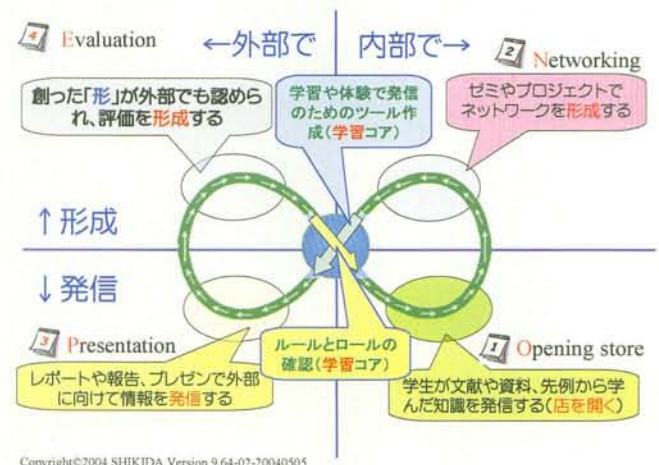 4 Evaluation
←外部で
内部で→
2 Networking
創った「形」が外部でも認めら
れ、評価を形成する
学習や体験で発信
のためのツール作
成(学習コア)
ゼミやプロジェクトで
ネットワークを形成する
↑形成
↓発信
3 Presentation
レポートや報告、プレゼンで外部
に向けて情報を発信する
ルールとロールの
確認(学習コア)
1 Opening store
学生が文献や資料、先例から学
んだ知識を発信する(店を開く)
Copyright©2004 SHIKIDA Version 9.64-02-20040505